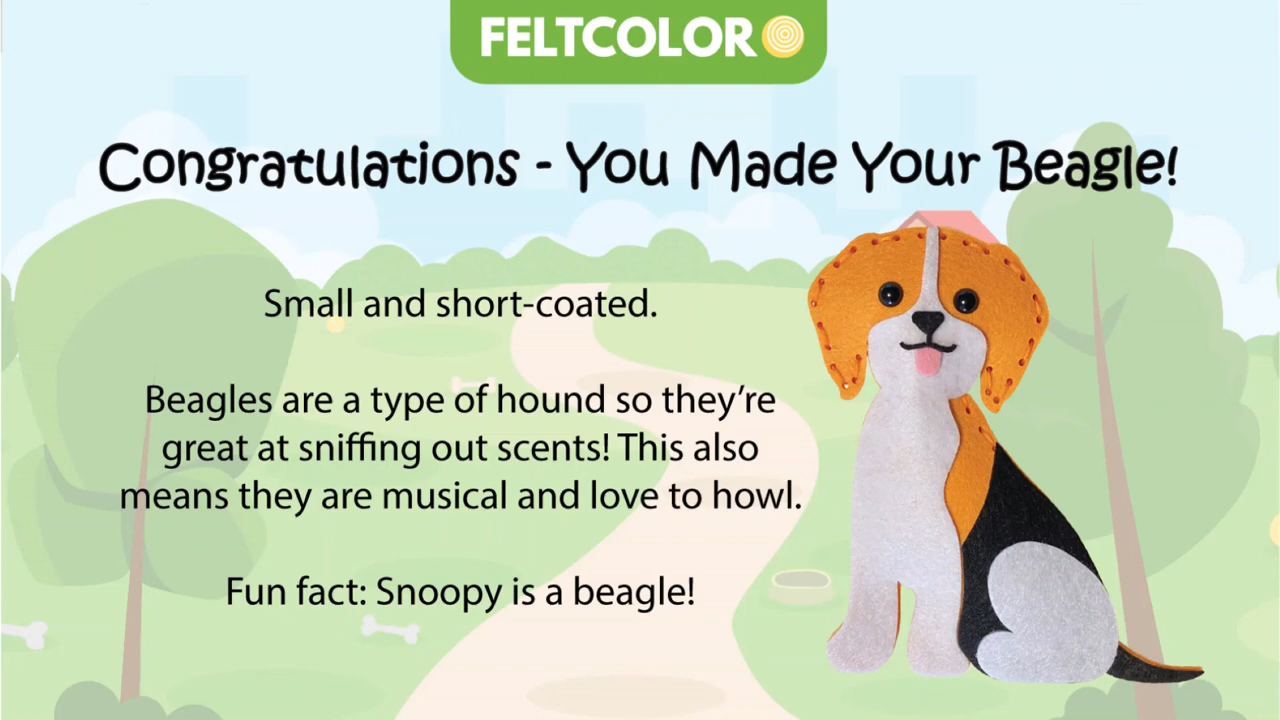 FELTCOLOR
Congratulations - You Made Your Beagle!
Small and short-coated.
Beagles are a type of hound so they’re
great at sniffing out scents! This also
means they are musical and love to howl.
Fun fact: Snoopy is a beagle!